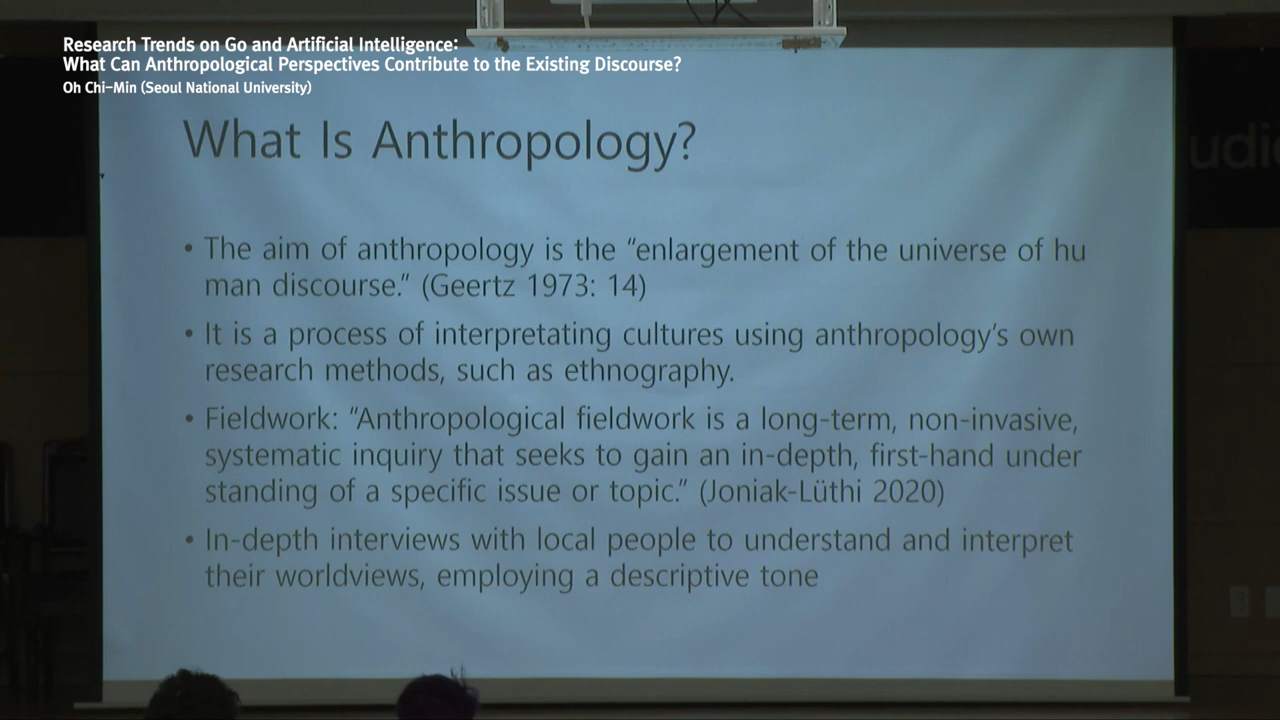 Research Trends on Go and Artificial Intelligence:
What Can Anthropological Perspectives Contribute to the Existing Discourse?
Oh Chi-Min (Seoul National University)
What Is Anthropology?
• The aim of anthropology is the “enlargement of the universe of hu
man discourse.” (Geertz 1973: 14)
• It is a process of interpretating cultures using anthropology’s own
research methods, such as ethnography.
• Fieldwork: “Anthropological fieldwork is a long-term, non-invasive,
systematic inquiry that seeks to gain an in-depth, first-hand under
standing of a specific issue or topic.” (Joniak-Lüthi 2020)
• In-depth interviews with local people to understand and interpret
their worldviews, employing a descriptive tone